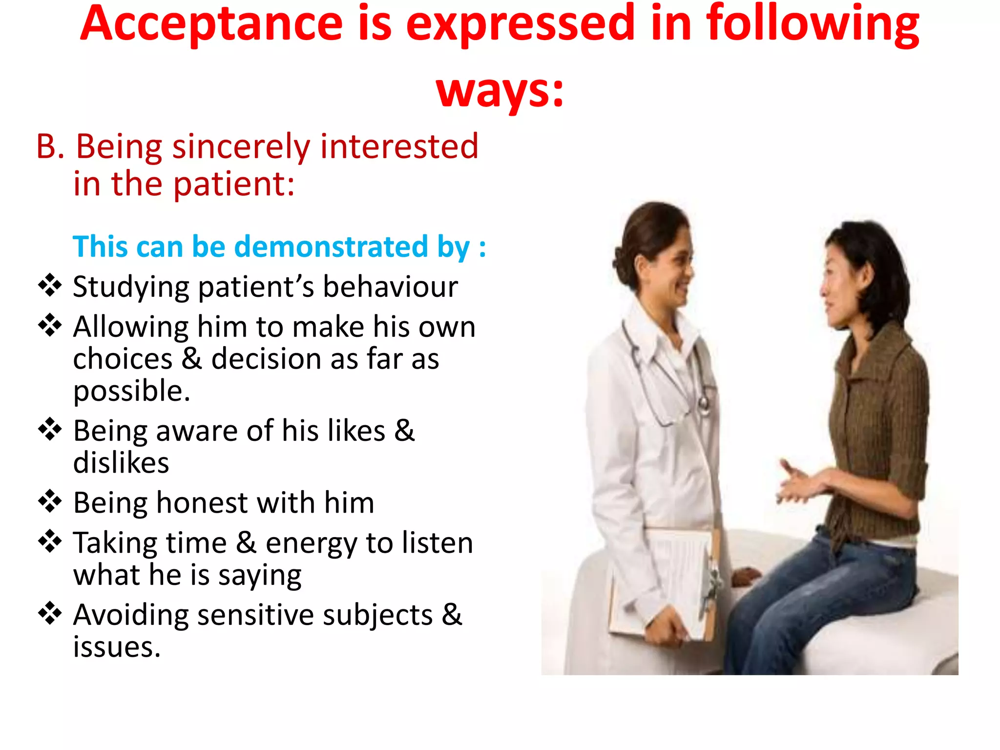 Acceptance is expressed in following
ways:
B. Being sincerely interested
in the patient:
This can be demonstrated by :
❖ Studying patient’s behaviour
❖ Allowing him to make his own
choices & decision as far as
possible.
❖ Being aware of his likes &
dislikes
❖ Being honest with him
❖ Taking time & energy to listen
what he is saying
❖ Avoiding sensitive subjects &
issues.